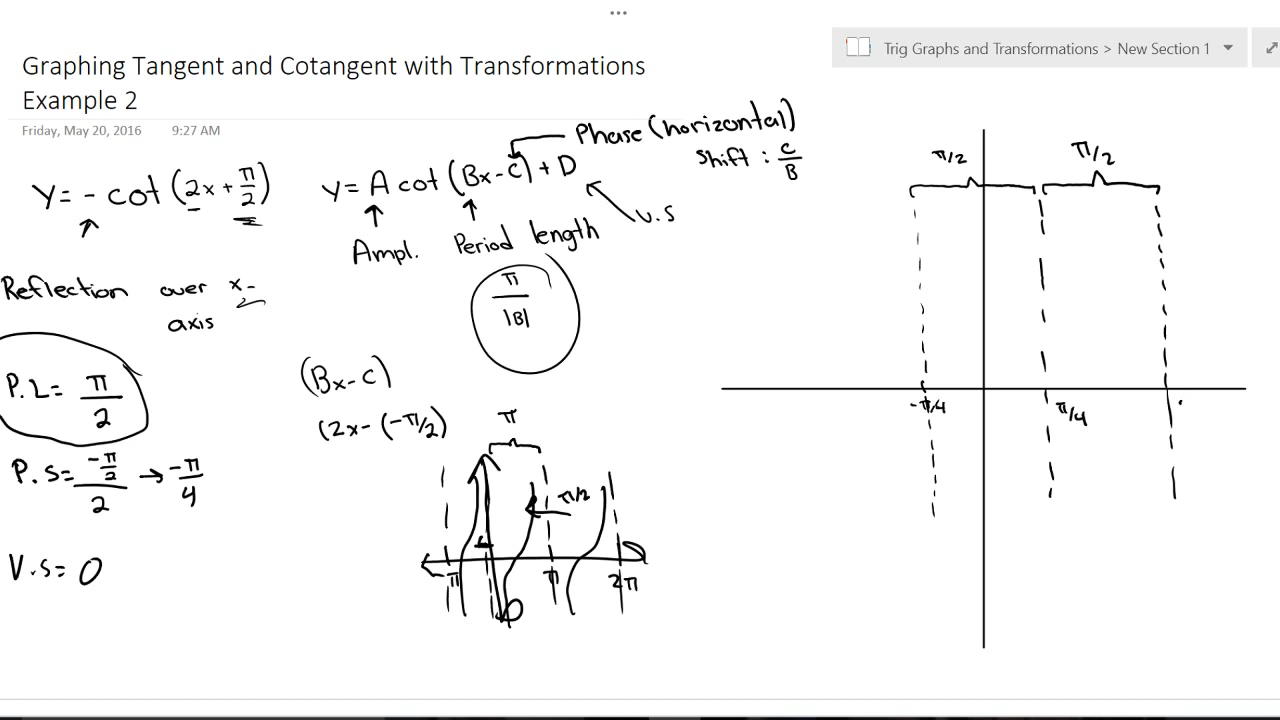 Trig Graphs and Transformations > New Section 1
Graphing Tangent and Cotangent with Transformations
Example 2
Friday, May 20, 2016 9:27 AM
Phase (horizontal)
Shift : C/B
y = - cot (2x + π/2)
y = A cot (Bx - C) + D
v.s
Ampl. Period length
π/|B|
Reflection over x-
axis
P.L = π/2
(Bx - C)
(2x - (-π/2)
P.S = (-π/2)/2 → -π/4
V.S = 0
π
π/2
-π
π
2π
π/2
π/2
-π/4
π/4